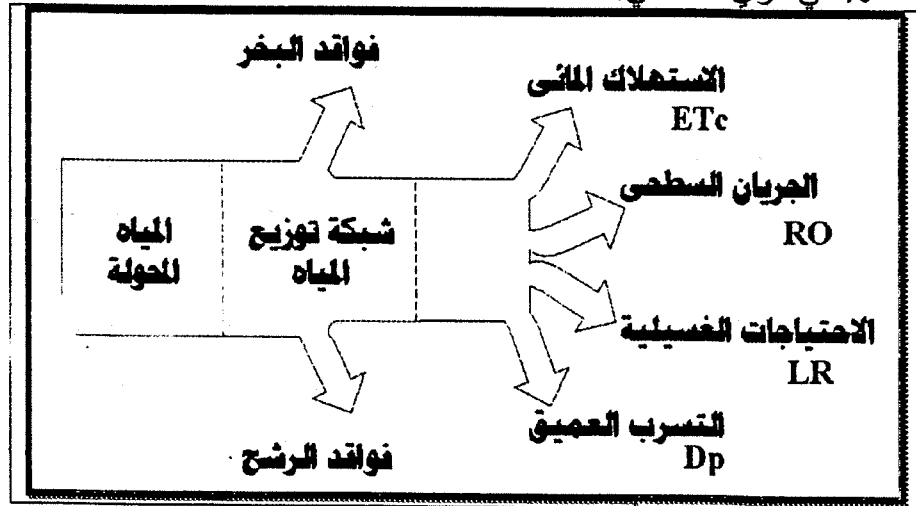 فواقد البخر
الاستهلاك المائى
ETc
الجريان السطحى
RO
المياه
المحولة
شبكة توزيع
المياه
الاحتياجات الغسيلية
LR
التسرب العميق
Dp
فواقد الرشح